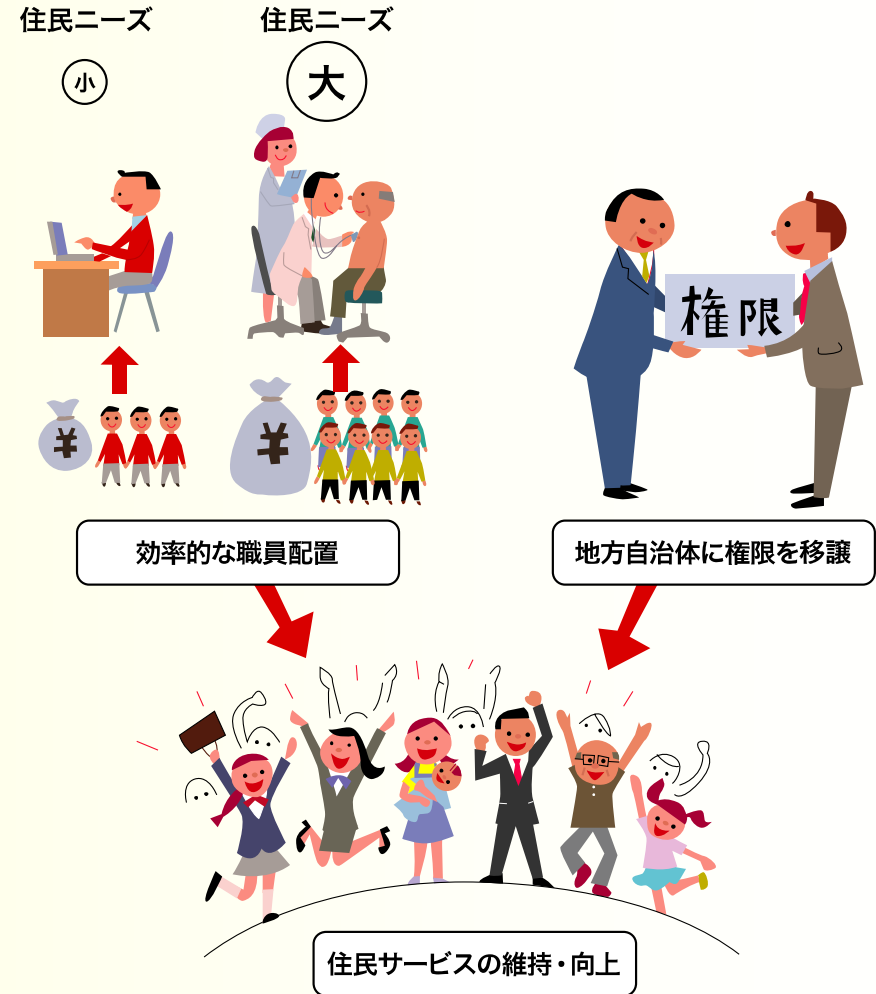 住民ニーズ
小
住民ニーズ
大
権限
¥
¥
効率的な職員配置
地方自治体に権限を移譲
住民サービスの維持・向上